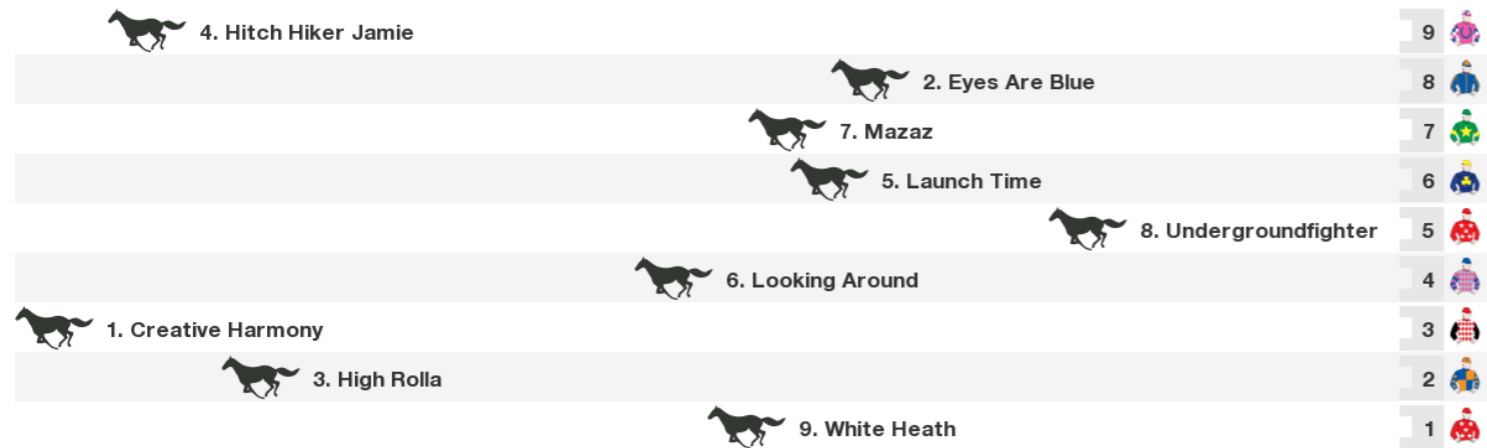 4. Hitch Hiker Jamie 9
2. Eyes Are Blue 8
7. Mazaz 7
5. Launch Time 6
8. Undergroundfighter 5
6. Looking Around 4
1. Creative Harmony 3
3. High Rolla 2
9. White Heath 1